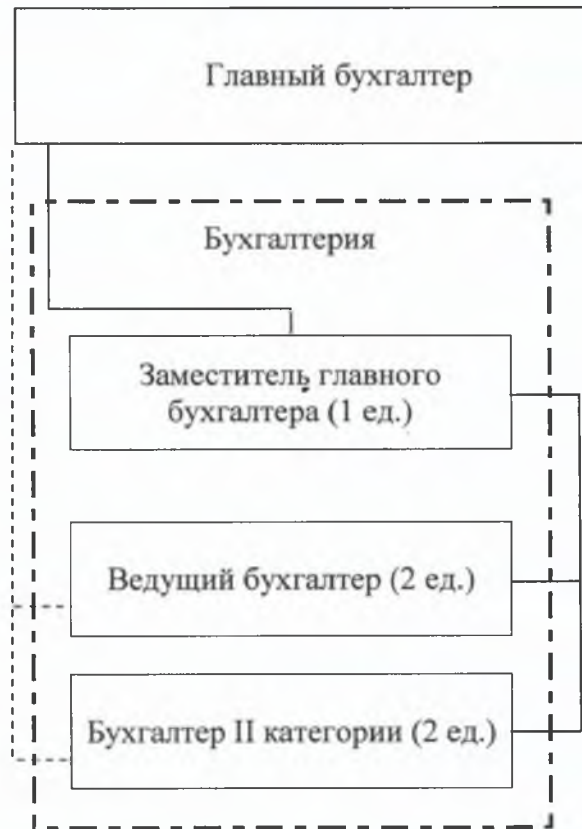 Главный бухгалтер
Бухгалтерия
Заместитель главного
бухгалтера (1 ед.)
Ведущий бухгалтер (2 ед.)
Бухгалтер II категории (2 ед.)